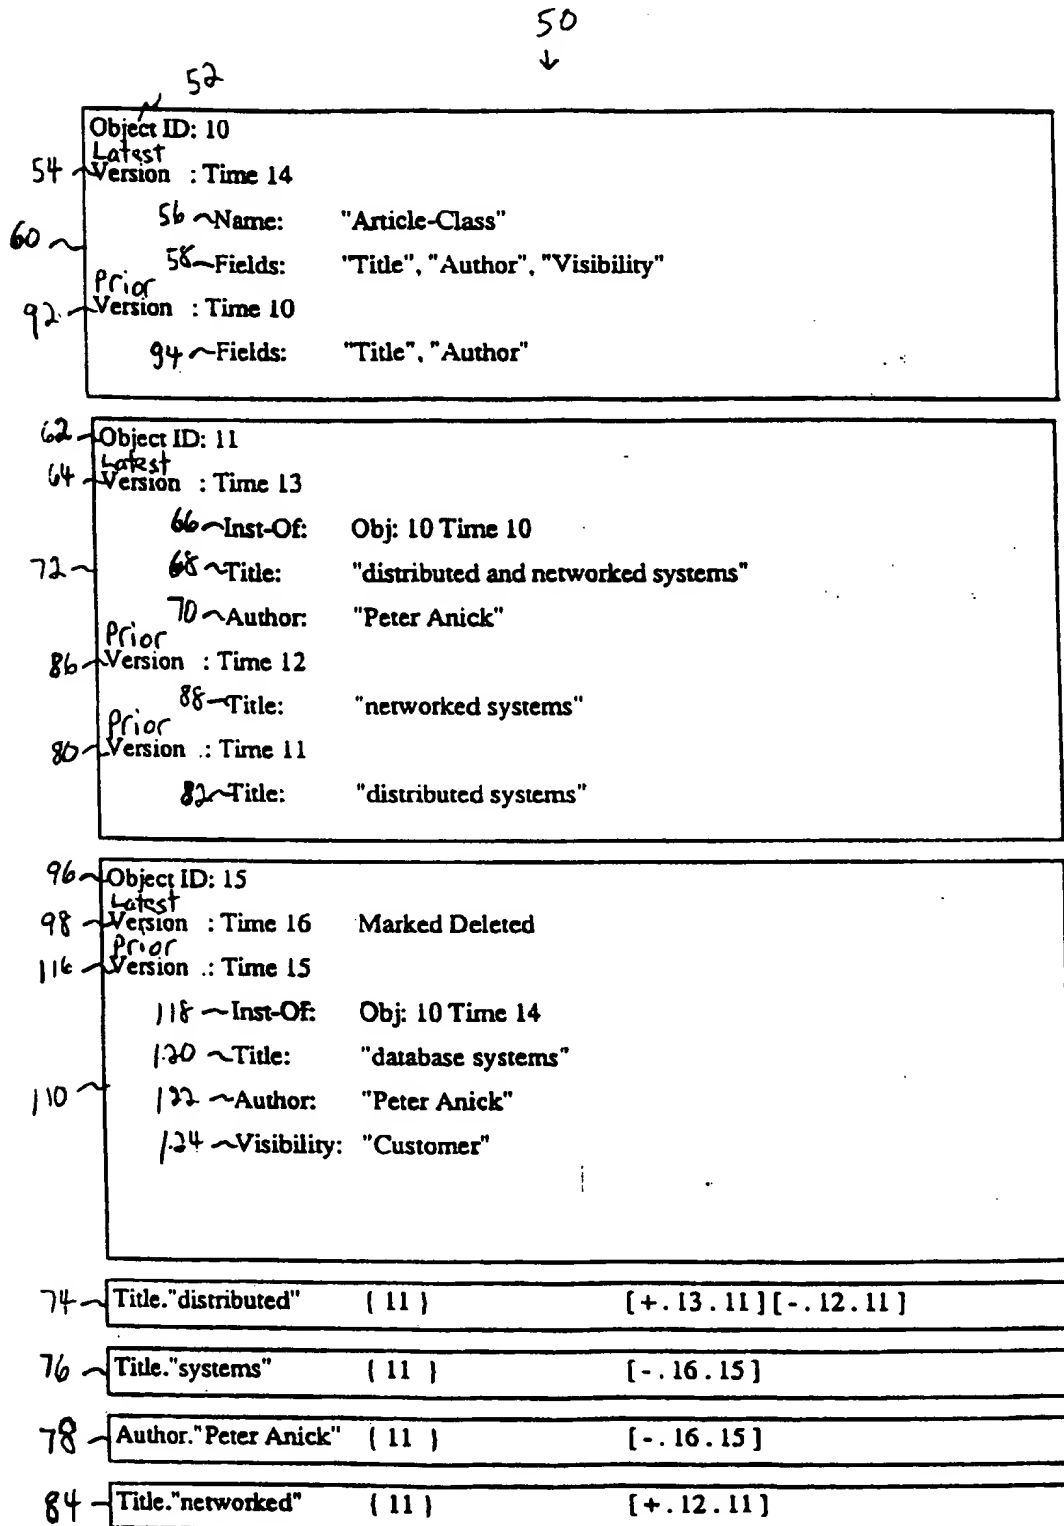 50
↓
52
Object ID: 10
Latest
54 ~ Version : Time 14
56 ~ Name: "Article-Class"
60 ~
58 ~ Fields: "Title", "Author", "Visibility"
Prior
92 ~ Version : Time 10
94 ~ Fields: "Title", "Author"
62 ~ Object ID: 11
Latest
64 ~ Version : Time 13
66 ~ Inst-Of: Obj: 10 Time 10
72 ~ 68 ~ Title: "distributed and networked systems"
70 ~ Author: "Peter Anick"
Prior
86 ~ Version : Time 12
88 ~ Title: "networked systems"
Prior
80 ~ Version .: Time 11
82 ~ Title: "distributed systems"
96 ~ Object ID: 15
Latest
98 ~ Version : Time 16 Marked Deleted
Prior
116 ~ Version .: Time 15
118 ~ Inst-Of: Obj: 10 Time 14
120 ~ Title: "database systems"
110 ~ 122 ~ Author: "Peter Anick"
124 ~ Visibility: "Customer"
74 ~ Title."distributed" { 11 } [+. 13 . 11] [-. 12 . 11]
76 ~ Title."systems" { 11 } [-. 16 . 15]
78 ~ Author."Peter Anick" { 11 } [-. 16 . 15]
84 ~ Title."networked" { 11 } [+. 12 . 11]